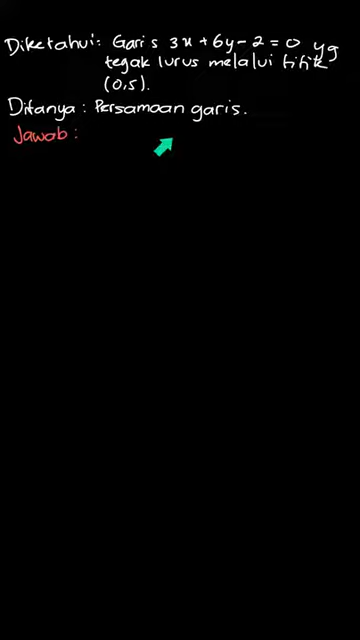 Diketahui: Garis 3x + 6y - 2 = 0 yg
tegak lurus melalui titik
(0,5).
Ditanya: Persamaan garis.
Jawab: